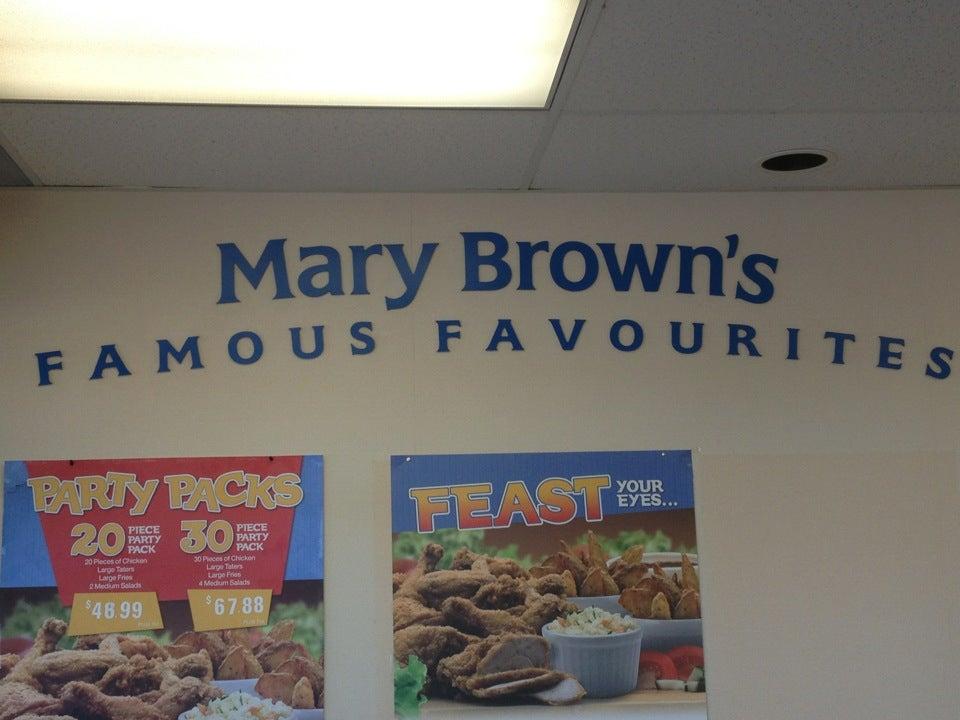 Mary Brown's
FAMOUS FAVOURITES
PARTY PACKS
20 PIECE PARTY PACK
20 Pieces of Chicken
Large Taters
Large Fries
2 Medium Salads
$48.99
30 PIECE PARTY PACK
30 Pieces of Chicken
Large Taters
Large Fries
4 Medium Salads
$67.88
FEAST YOUR EYES...